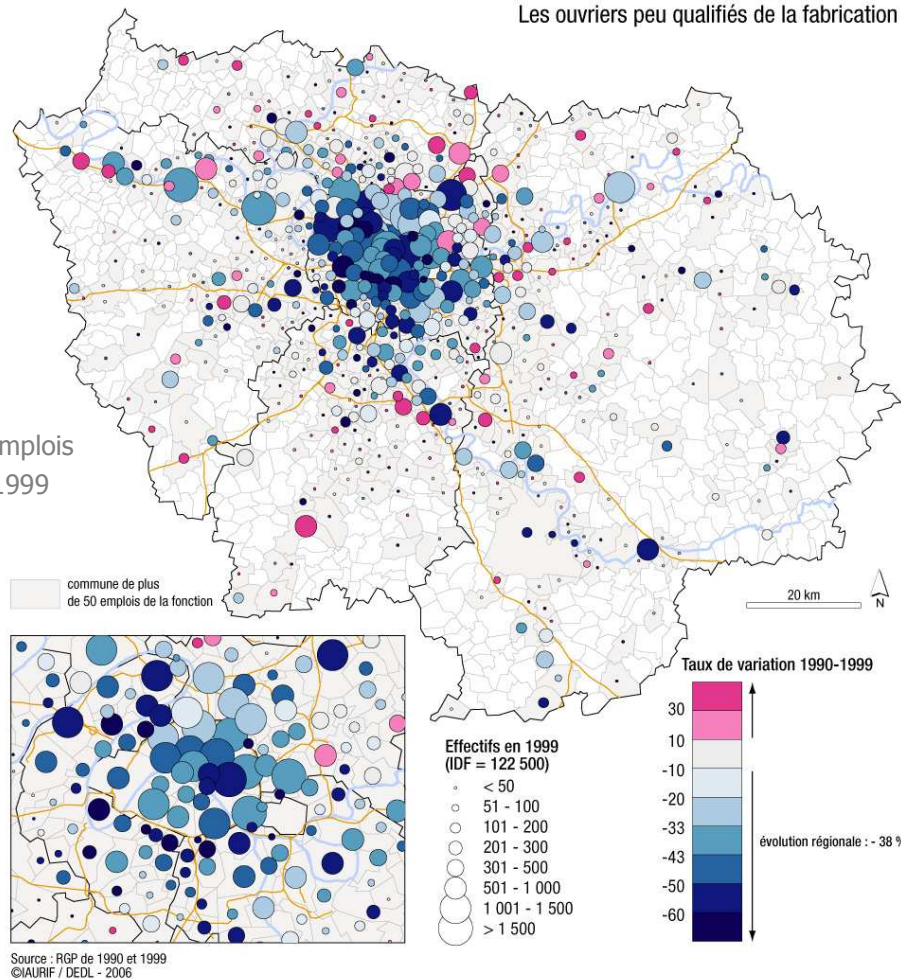 Les ouvriers peu qualifiés de la fabrication
emplois
1999
commune de plus
de 50 emplois de la fonction
20 km
N
Taux de variation 1990-1999
30
10
-10
-20
-33
-43
-50
-60
évolution régionale : - 38 %
Effectifs en 1999
(IDF = 122 500)
< 50
51 - 100
101 - 200
201 - 300
301 - 500
501 - 1 000
1 001 - 1 500
> 1 500
Source : RGP de 1990 et 1999
©IAURIF / DEDL - 2006